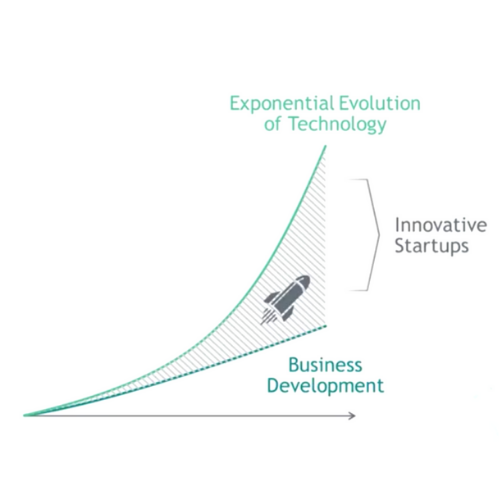 Exponential Evolution
of Technology
Innovative
Startups
Business
Development